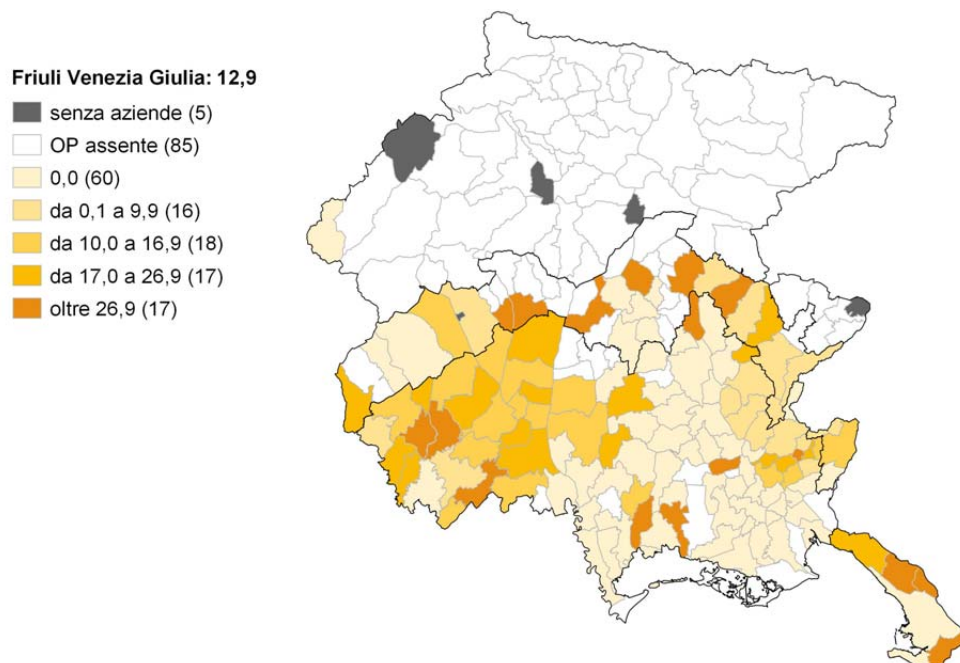 Friuli Venezia Giulia: 12,9
senza aziende (5)
OP assente (85)
0,0 (60)
da 0,1 a 9,9 (16)
da 10,0 a 16,9 (18)
da 17,0 a 26,9 (17)
oltre 26,9 (17)